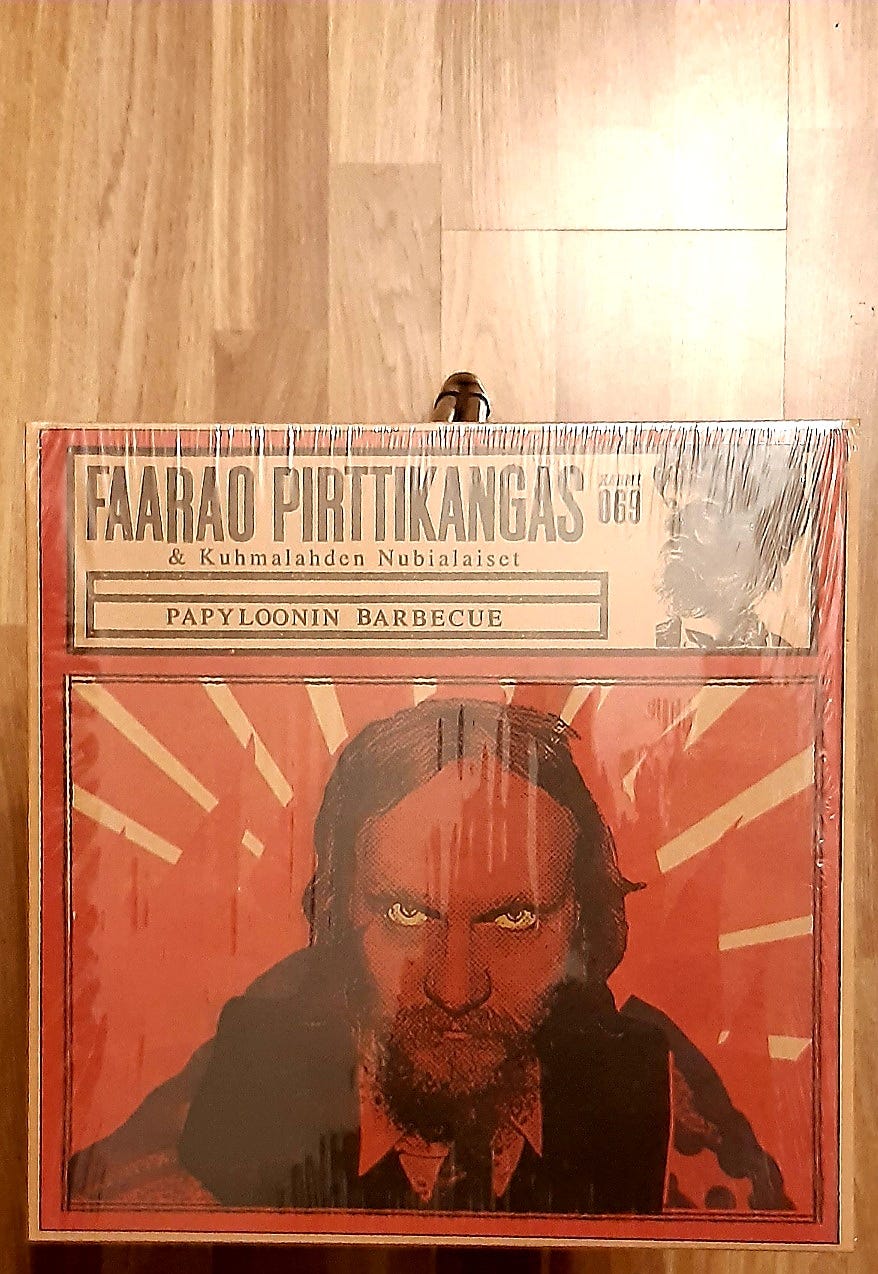 FAARAO PIRTTIKANGAS
069
& Kuhmalahden Nubialaiset
PAPYLOONIN BARBECUE